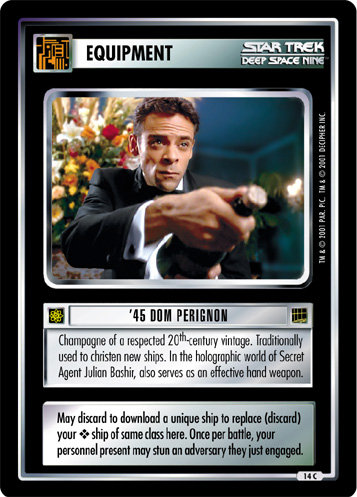 EQUIPMENT
STAR TREK
DEEP SPACE NINE™
TM & © 2001 PAR. PIC. TM & © 2001 DECIPHER INC.
'45 DOM PERIGNON
Champagne of a respected 20th-century vintage. Traditionally
used to christen new ships. In the holographic world of Secret
Agent Julian Bashir, also serves as an effective hand weapon.
May discard to download a unique ship to replace (discard)
your ❖ ship of same class here. Once per battle, your
personnel present may stun an adversary they just engaged.
14 C